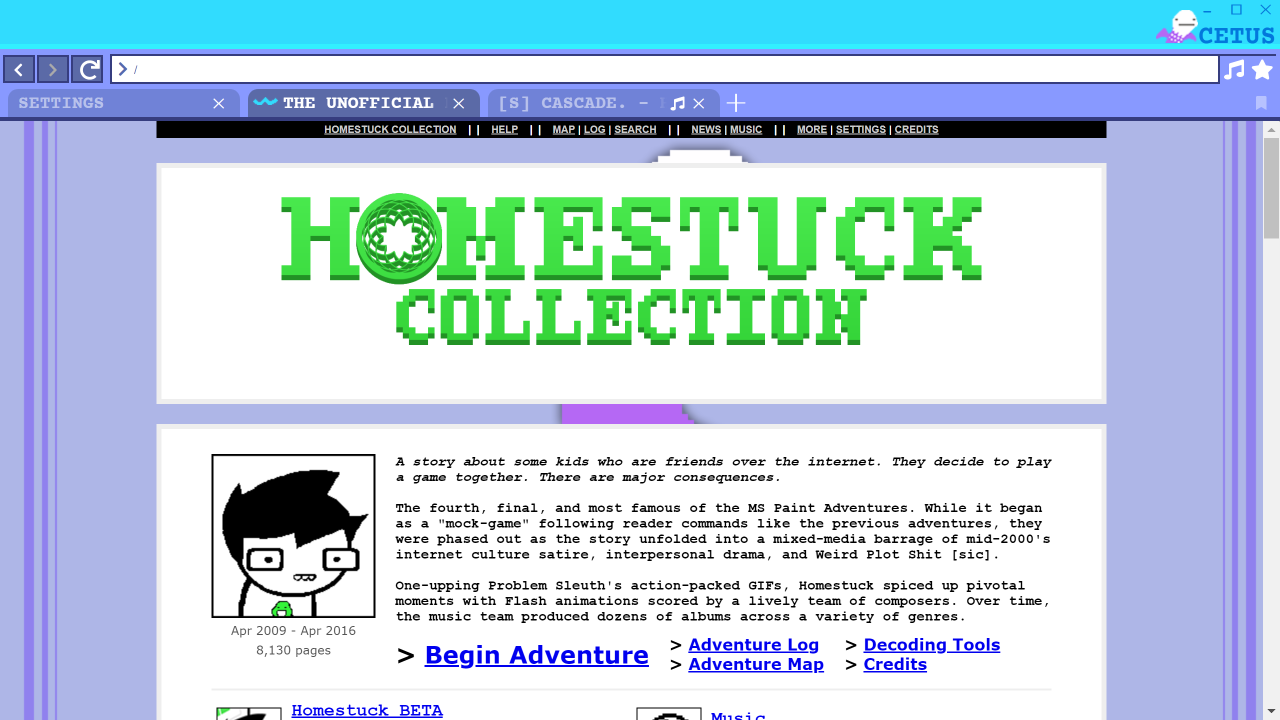 CETUS
/
SETTINGS
THE UNOFFICIAL
[S] CASCADE. -
HOMESTUCK COLLECTION || HELP || MAP | LOG | SEARCH || NEWS | MUSIC || MORE | SETTINGS | CREDITS
HOMESTUCK
COLLECTION
A story about some kids who are friends over the internet. They decide to play
a game together. There are major consequences.
The fourth, final, and most famous of the MS Paint Adventures. While it began
as a "mock-game" following reader commands like the previous adventures, they
were phased out as the story unfolded into a mixed-media barrage of mid-2000's
internet culture satire, interpersonal drama, and Weird Plot Shit [sic].
One-upping Problem Sleuth's action-packed GIFs, Homestuck spiced up pivotal
moments with Flash animations scored by a lively team of composers. Over time,
the music team produced dozens of albums across a variety of genres.
Apr 2009 - Apr 2016
8,130 pages
> Begin Adventure
> Adventure Log
> Adventure Map
> Decoding Tools
> Credits
Homestuck BETA
Music